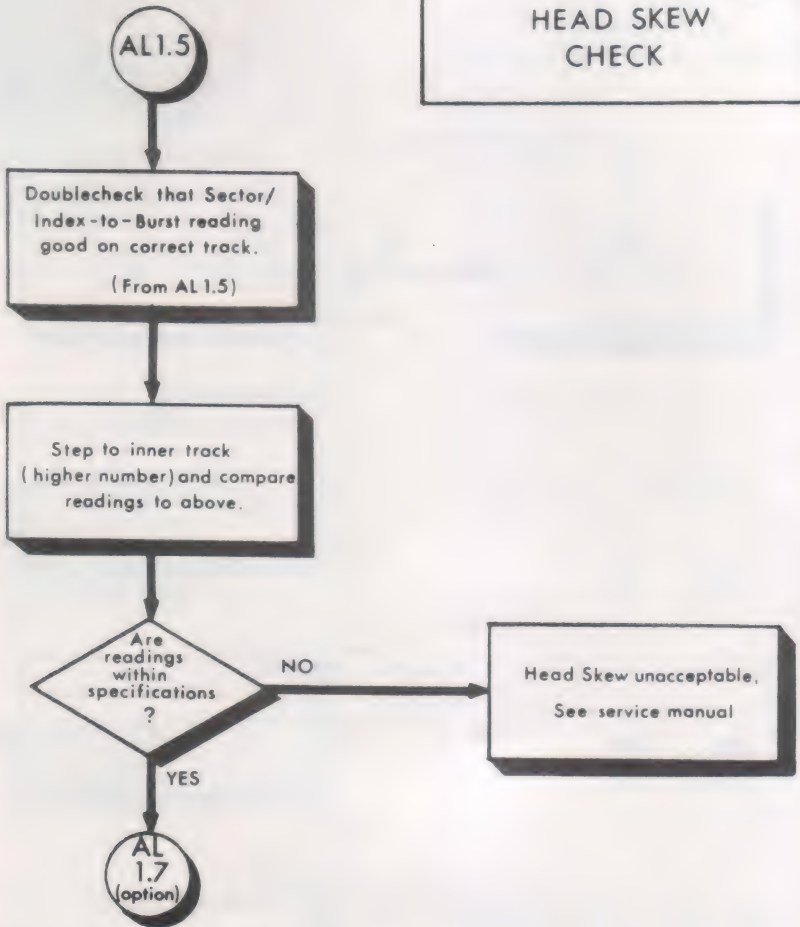 HEAD SKEW
CHECK
AL1.5
Doublecheck that Sector/
Index-to-Burst reading
good on correct track.
(From AL1.5)
Step to inner track
(higher number) and compare
readings to above.
Are
readings
within
specifications
?
NO
Head Skew unacceptable,
See service manual
YES
AL
1.7
(option)